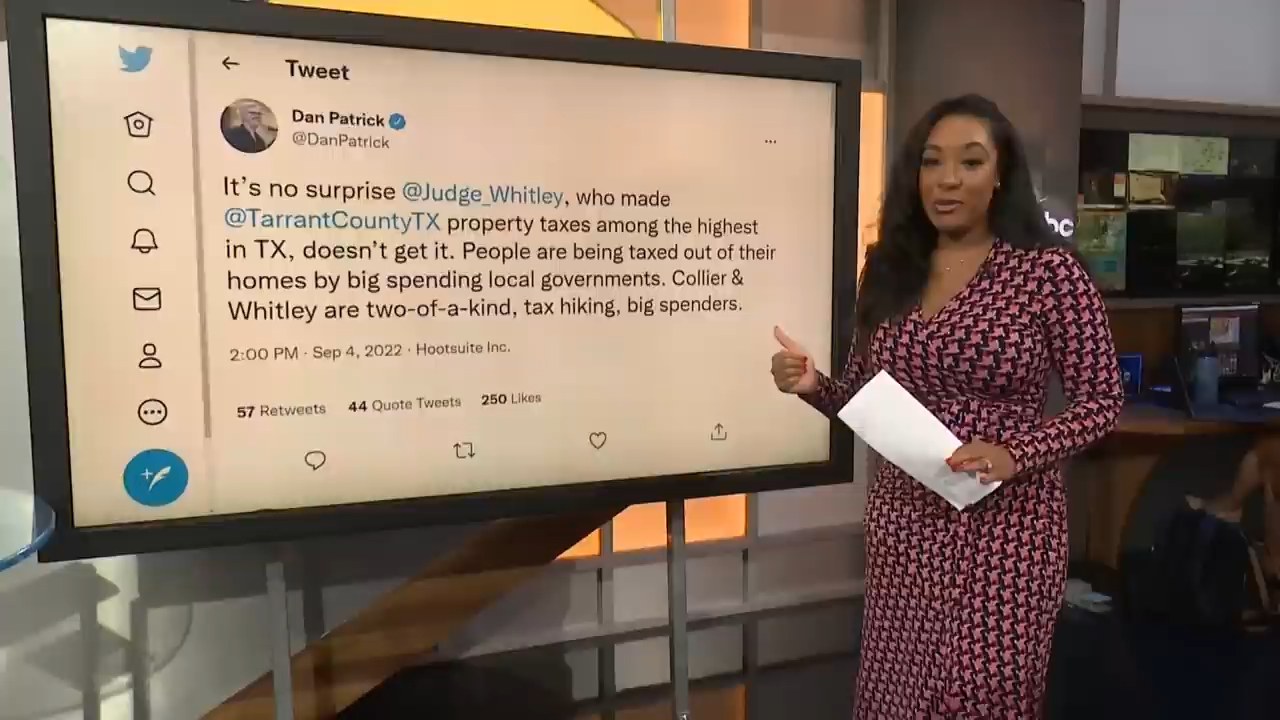 Tweet
Dan Patrick
@DanPatrick
It's no surprise @Judge_Whitley, who made
@TarrantCountyTX property taxes among the highest
in TX, doesn't get it. People are being taxed out of their
homes by big spending local governments. Collier &
Whitley are two-of-a-kind, tax hiking, big spenders.
2:00 PM · Sep 4, 2022 · Hootsuite Inc.
57 Retweets 44 Quote Tweets 250 Likes
bc